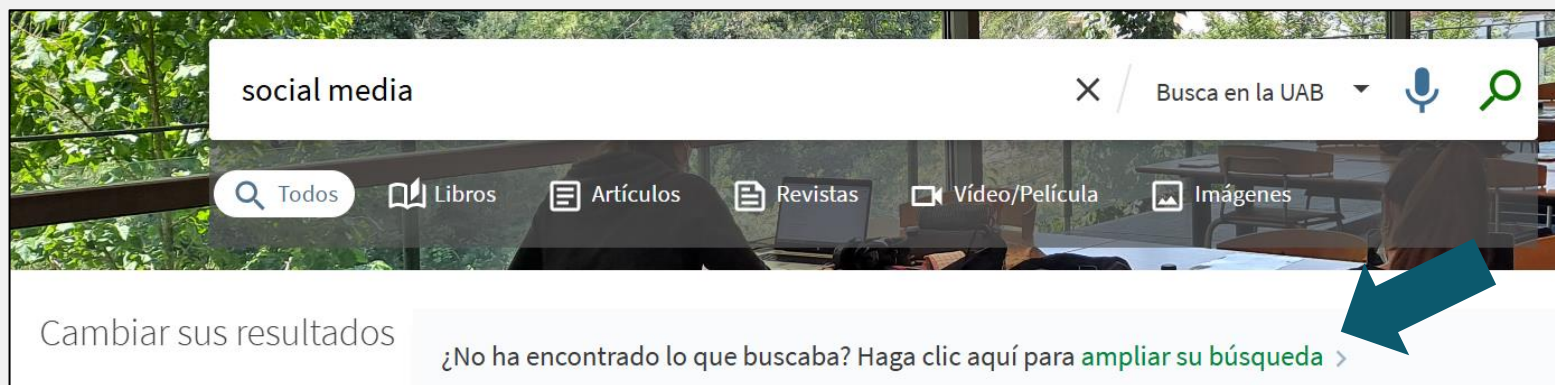 social media
Busca en la UAB
Todos Libros Artículos Revistas Vídeo/Película Imágenes
Cambiar sus resultados
¿No ha encontrado lo que buscaba? Haga clic aquí para ampliar su búsqueda >